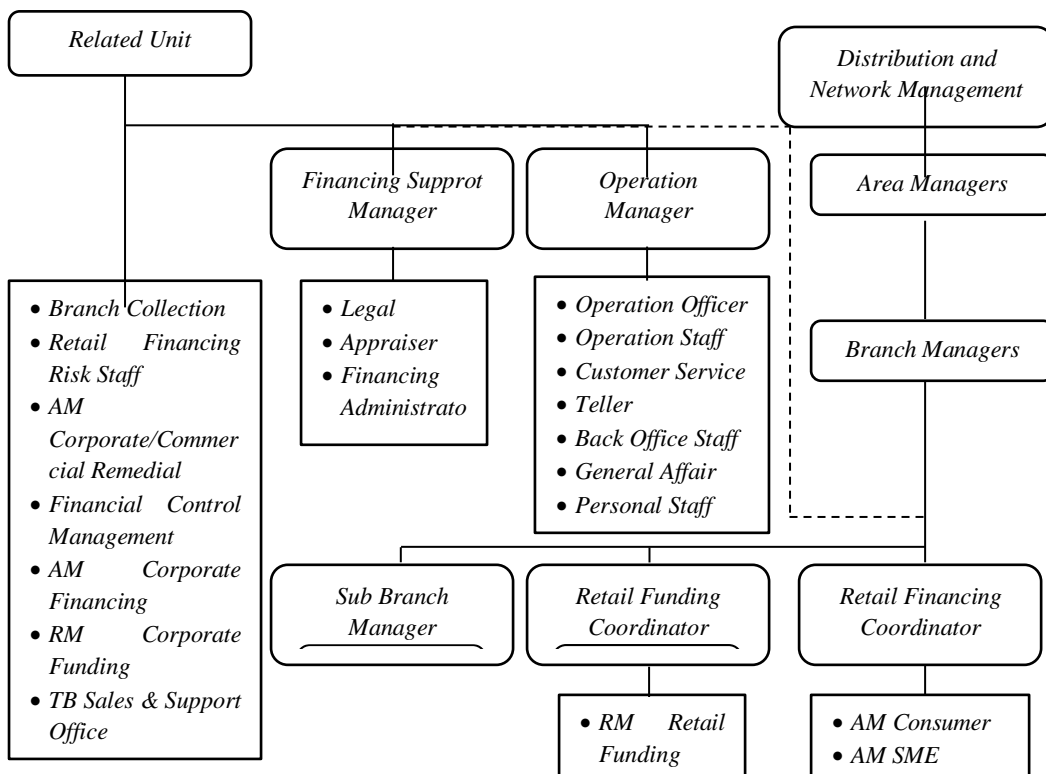 Related Unit
Distribution and
Network Management
Financing Supprot
Manager
Operation
Manager
Area Managers
• Branch Collection
• Retail Financing
Risk Staff
• AM
Corporate/Commer
cial Remedial
• Financial Control
Management
• AM Corporate
Financing
• RM Corporate
Funding
• TB Sales & Support
Office
• Legal
• Appraiser
• Financing
Administrato
• Operation Officer
• Operation Staff
• Customer Service
• Teller
• Back Office Staff
• General Affair
• Personal Staff
Branch Managers
Sub Branch
Manager
Retail Funding
Coordinator
Retail Financing
Coordinator
• RM Retail
Funding
• AM Consumer
• AM SME